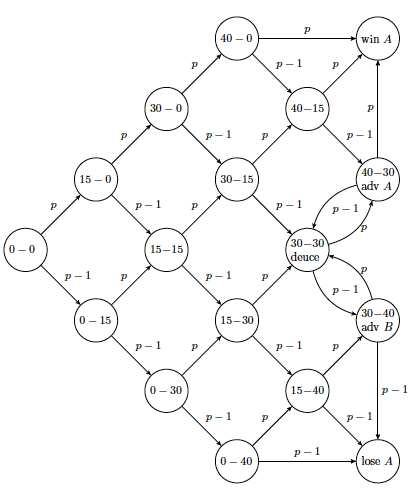 p
40 − 0
win A
p
p − 1
p
30 − 0
40−15
p
p − 1
p
p − 1
p
15 − 0
30−15
40−30
adv A
p
p − 1
p
p − 1
p − 1
p
0 − 0
15−15
30−30
deuce
p − 1
p
p − 1
p
p − 1
p
0 − 15
15−30
30−40
adv B
p − 1
p
p − 1
p
p − 1
0 − 30
15−40
p − 1
p
p − 1
p − 1
0 − 40
lose A